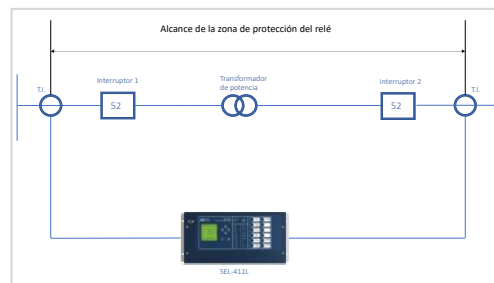 Alcance de la zona de protección del relé
T.I.
Interruptor 1
Transformador
de potencia
Interruptor 2
T.I.
52
52
SEL-411L